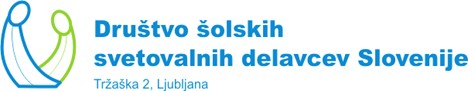 Društvo šolskih
svetovalnih delavcev Slovenije
Tržaška 2, Ljubljana